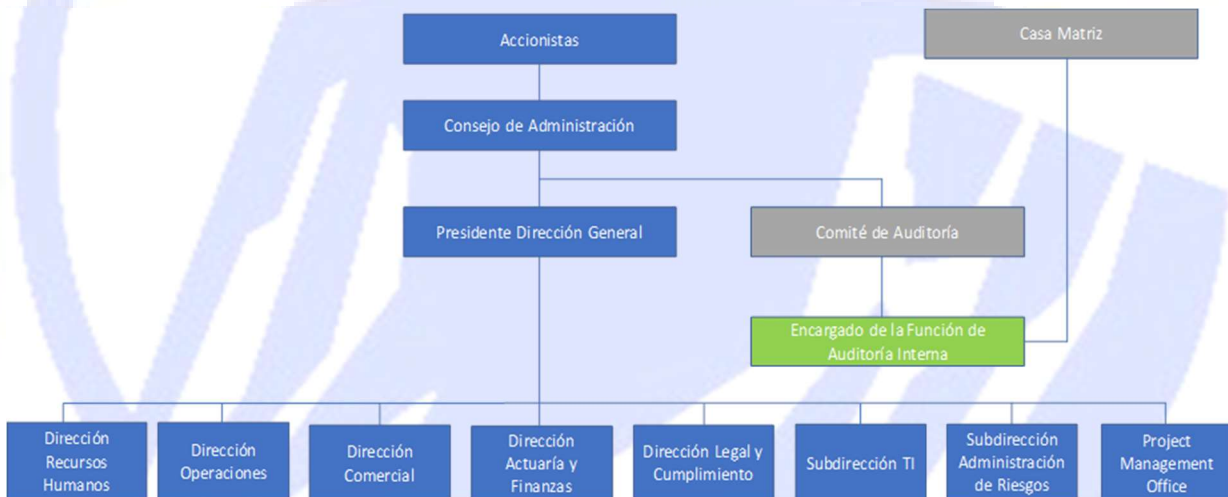 Accionistas
Casa Matriz
Consejo de Administración
Presidente Dirección General
Comité de Auditoría
Encargado de la Función de
Auditoría Interna
Dirección
Recursos
Humanos
Dirección
Operaciones
Dirección
Comercial
Dirección
Actuaría y
Finanzas
Dirección Legal y
Cumplimiento
Subdirección TI
Subdirección
Administración
de Riesgos
Project
Management
Office